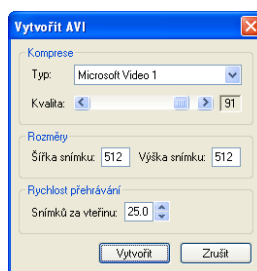 Vytvořit AVI
Komprese
Typ: Microsoft Video 1
Kvalita: 91
Rozměry
Šířka snímku: 512 Výška snímku: 512
Rychlost přehrávání
Snímků za vteřinu: 25.0
Vytvořit Zrušit